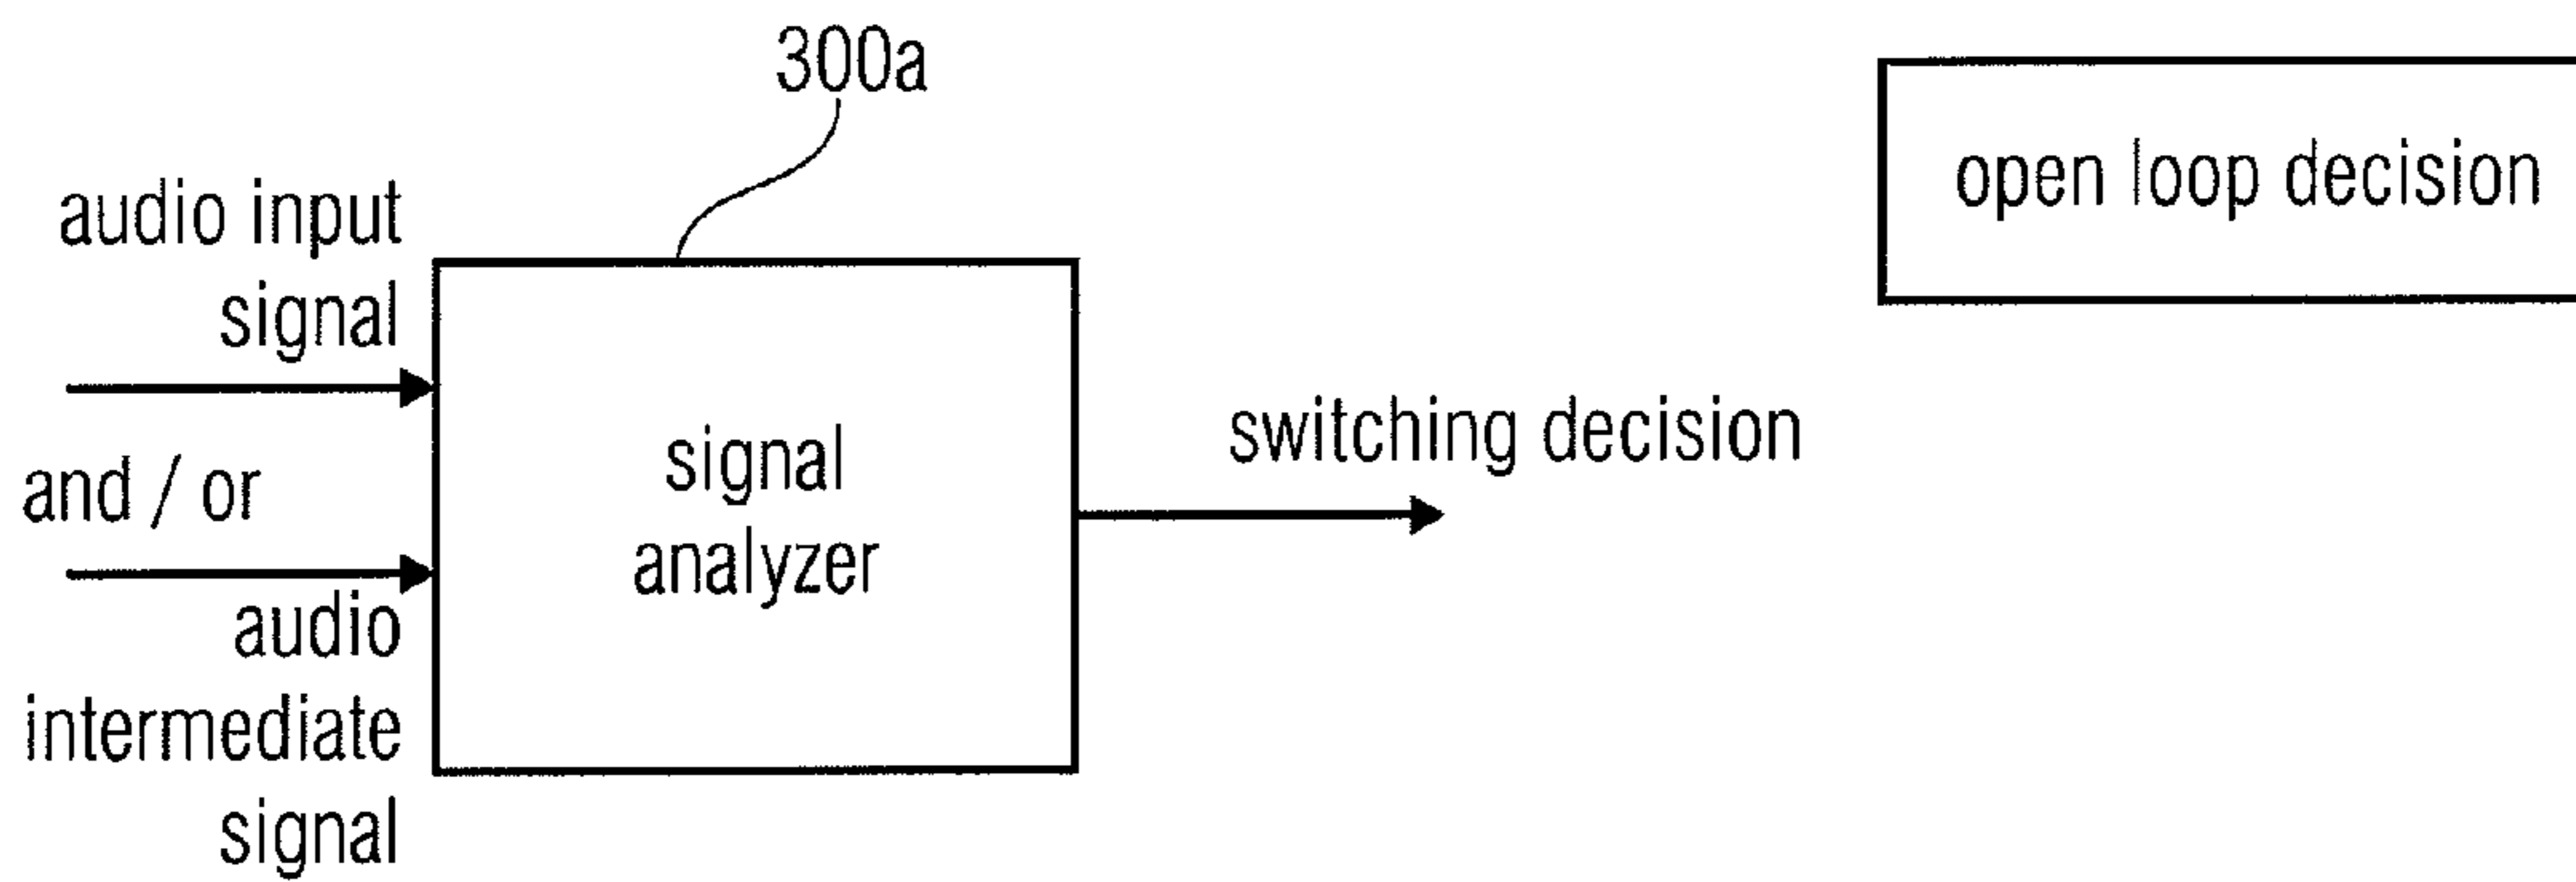 300a
open loop decision
audio input
signal
and / or
audio
intermediate
signal
signal
analyzer
switching decision